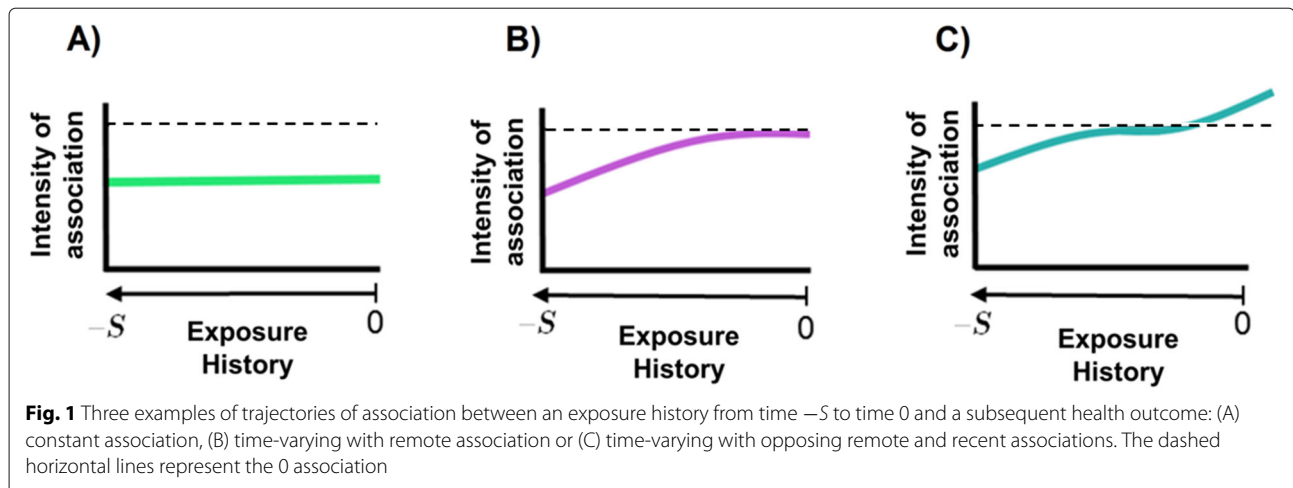 A)
Intensity of
association
−S
0
Exposure
History
B)
Intensity of
association
−S
0
Exposure
History
C)
Intensity of
association
−S
0
Exposure
History
Fig. 1 Three examples of trajectories of association between an exposure history from time −S to time 0 and a subsequent health outcome: (A)
constant association, (B) time-varying with remote association or (C) time-varying with opposing remote and recent associations. The dashed
horizontal lines represent the 0 association